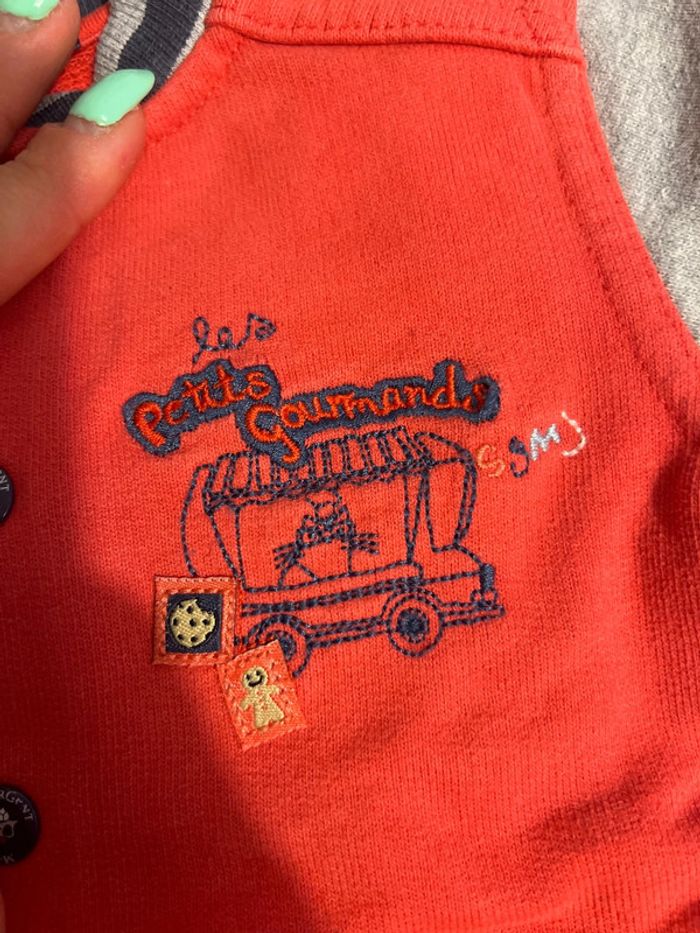 les
Petits
Gourmands
SGMJ